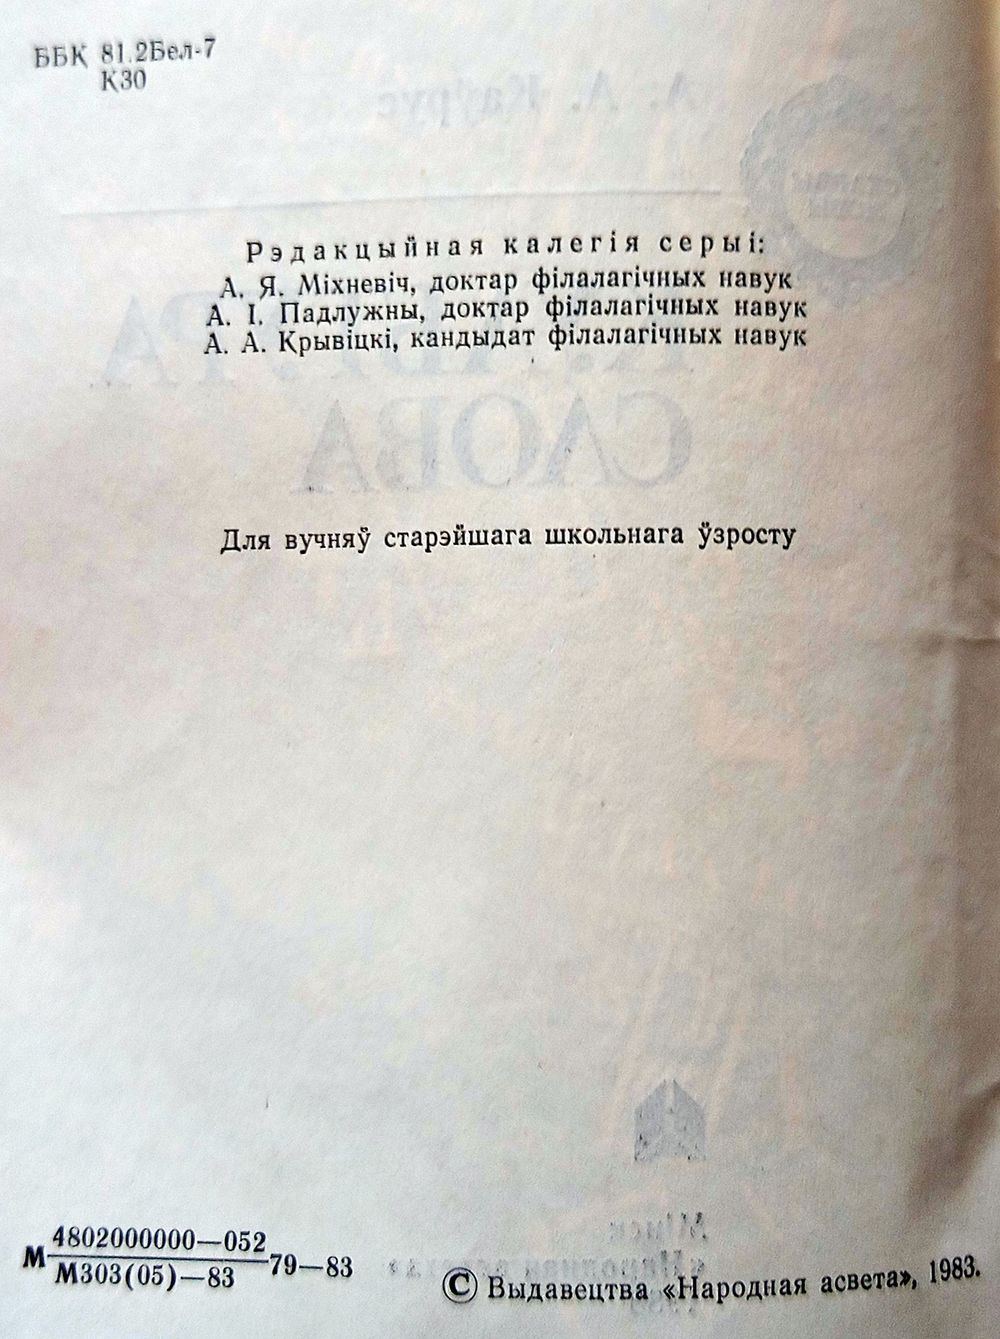 ББК 81.2Бел-7
К30
Рэдакцыйная калегія серыі:
А. Я. Міхневіч, доктар філалагічных навук
А. І. Падлужны, доктар філалагічных навук
А. А. Крывіцкі, кандыдат філалагічных навук
Для вучняў старэйшага школьнага ўзросту
М 4802000000—052
М303(05)—83 79—83
© Выдавецтва «Народная асвета», 1983.